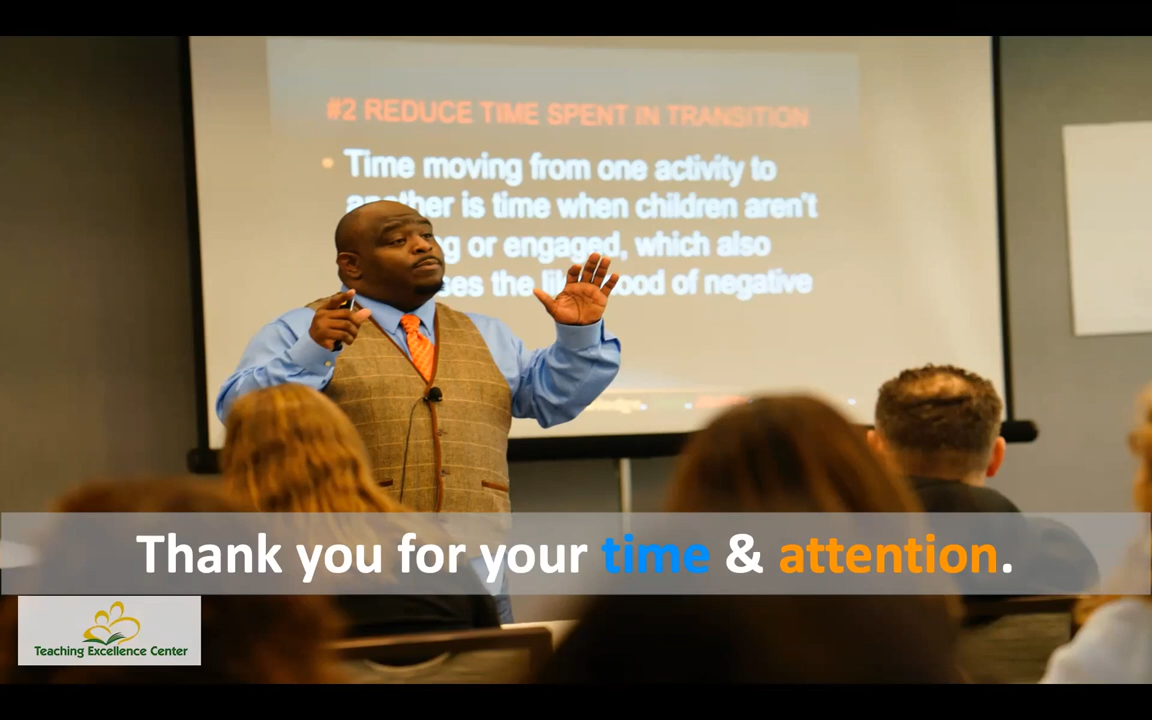 #2 REDUCE TIME SPENT IN TRANSITION
Time moving from one activity to
is time when children aren't
or engaged, which also
the of negative
Thank you for your time & attention.
Teaching Excellence Center